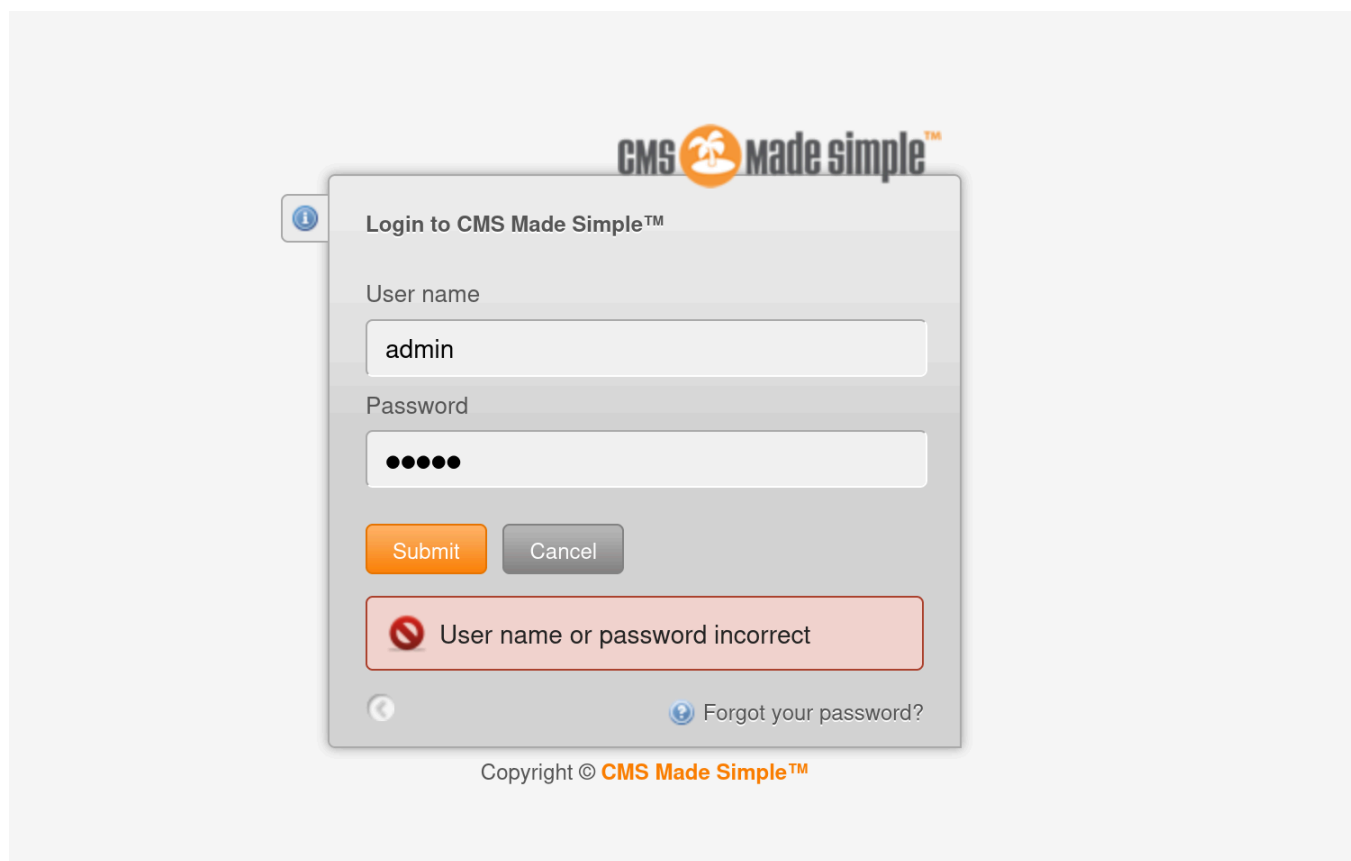 CMS made simple™
Login to CMS Made Simple™
User name
admin
Password
●●●●●
Submit Cancel
User name or password incorrect
Forgot your password?
Copyright © CMS Made Simple™